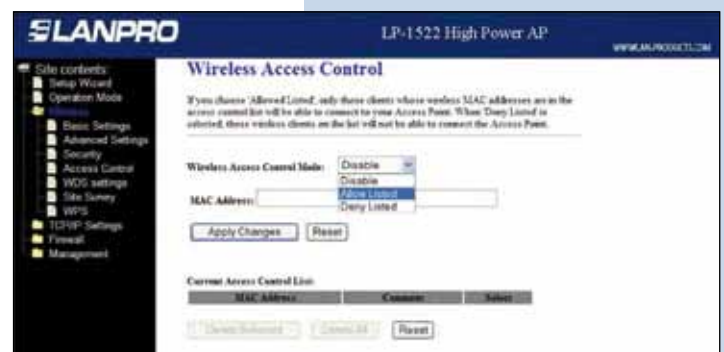 LANPRO
LP-1522 High Power AP
WWW.LANPRODUCTS.COM
Site contents:
Setup Wizard
Operation Mode
Wireless
Basic Settings
Advanced Settings
Security
Access Control
WDS settings
Site Survey
WPS
TCP/IP Settings
Firewall
Management
Wireless Access Control
If you choose 'Allowed Listed', only those clients whose wireless MAC addresses are in the
access control list will be able to connect to your Access Point. When 'Deny Listed' is
selected, these wireless clients on the list will not be able to connect the Access Point.
Wireless Access Control Mode: Disable
Disable
Allow Listed
Deny Listed
MAC Address:
Apply Changes Reset
Current Access Control List:
MAC Address Comment Select
Delete Selected Delete All Reset